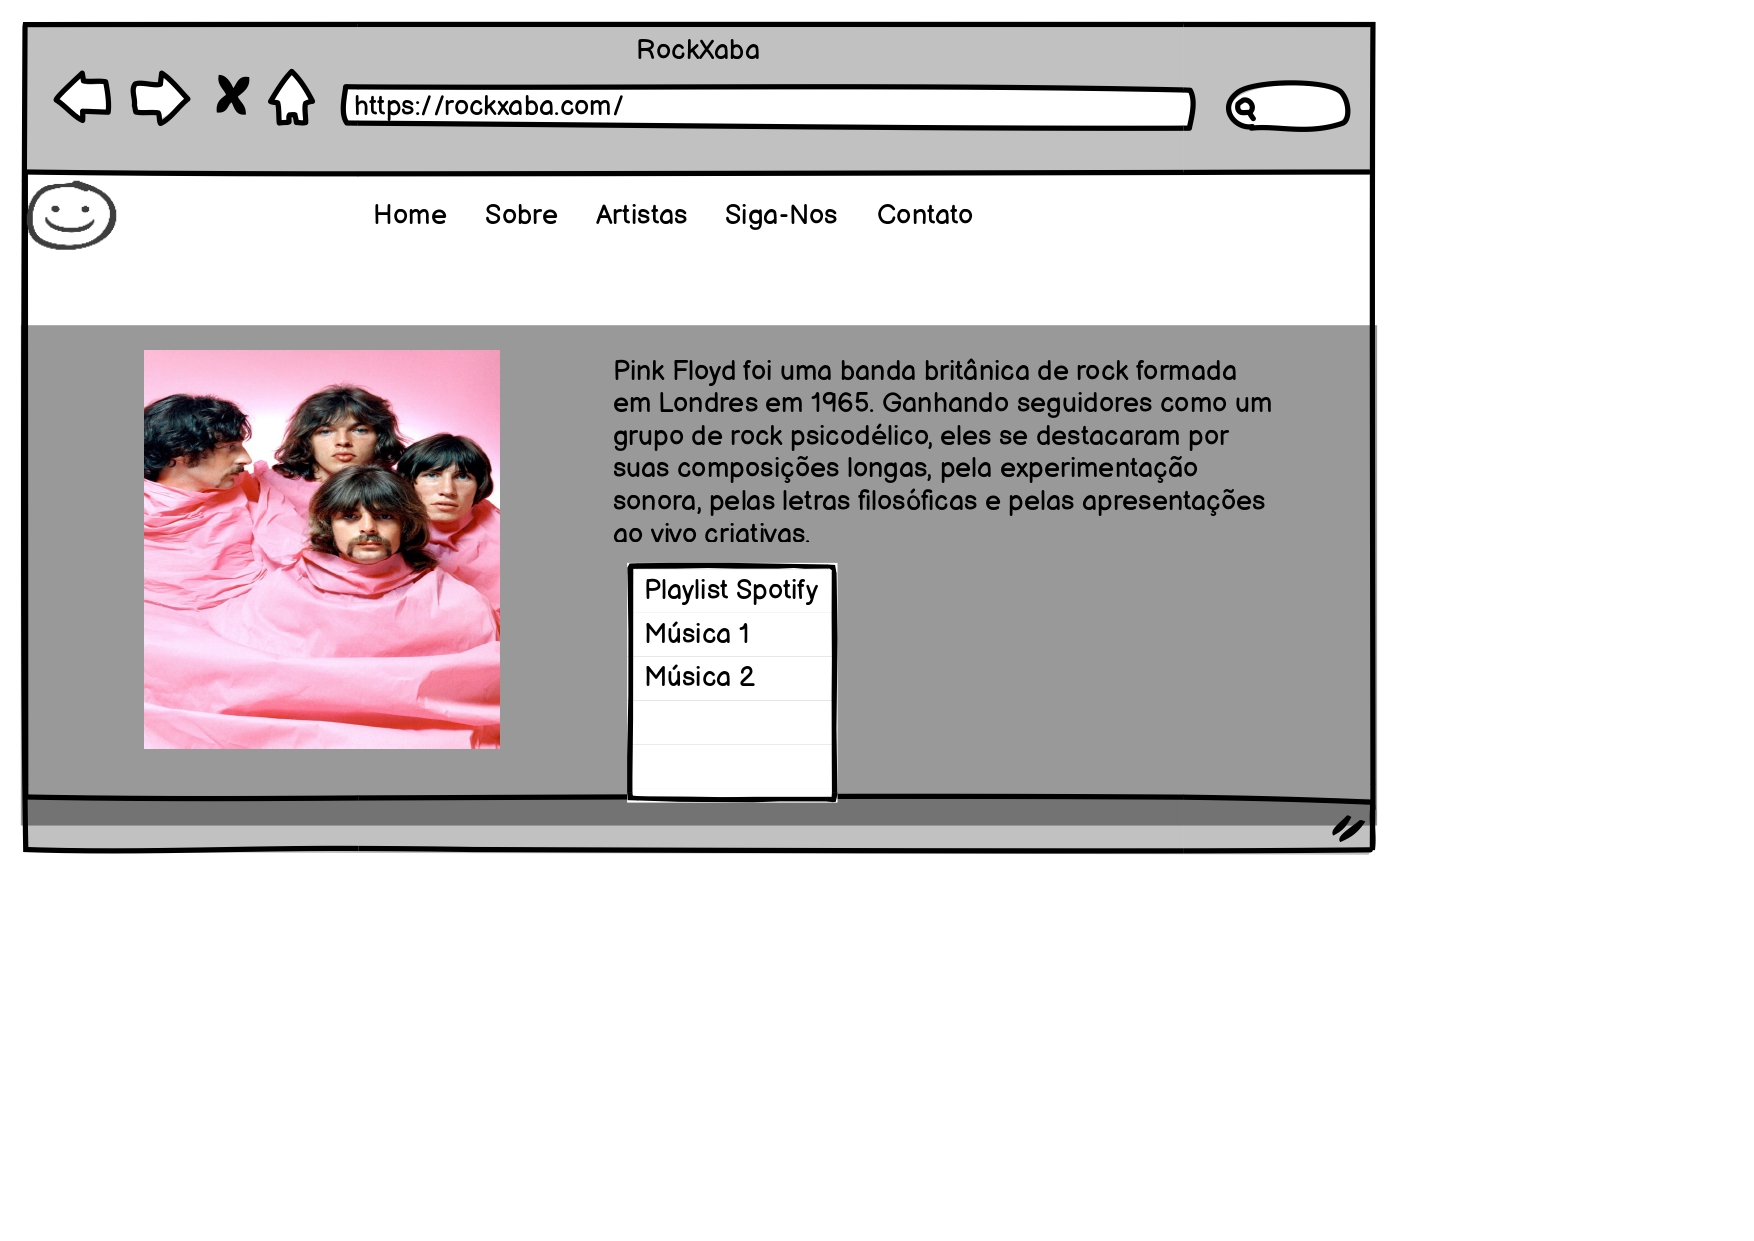 RockXaba
https://rockxaba.com/
Home Sobre Artistas Siga-Nos Contato
Pink Floyd foi uma banda britânica de rock formada
em Londres em 1965. Ganhando seguidores como um
grupo de rock psicodélico, eles se destacaram por
suas composições longas, pela experimentação
sonora, pelas letras filosóficas e pelas apresentações
ao vivo criativas.
Playlist Spotify
Música 1
Música 2